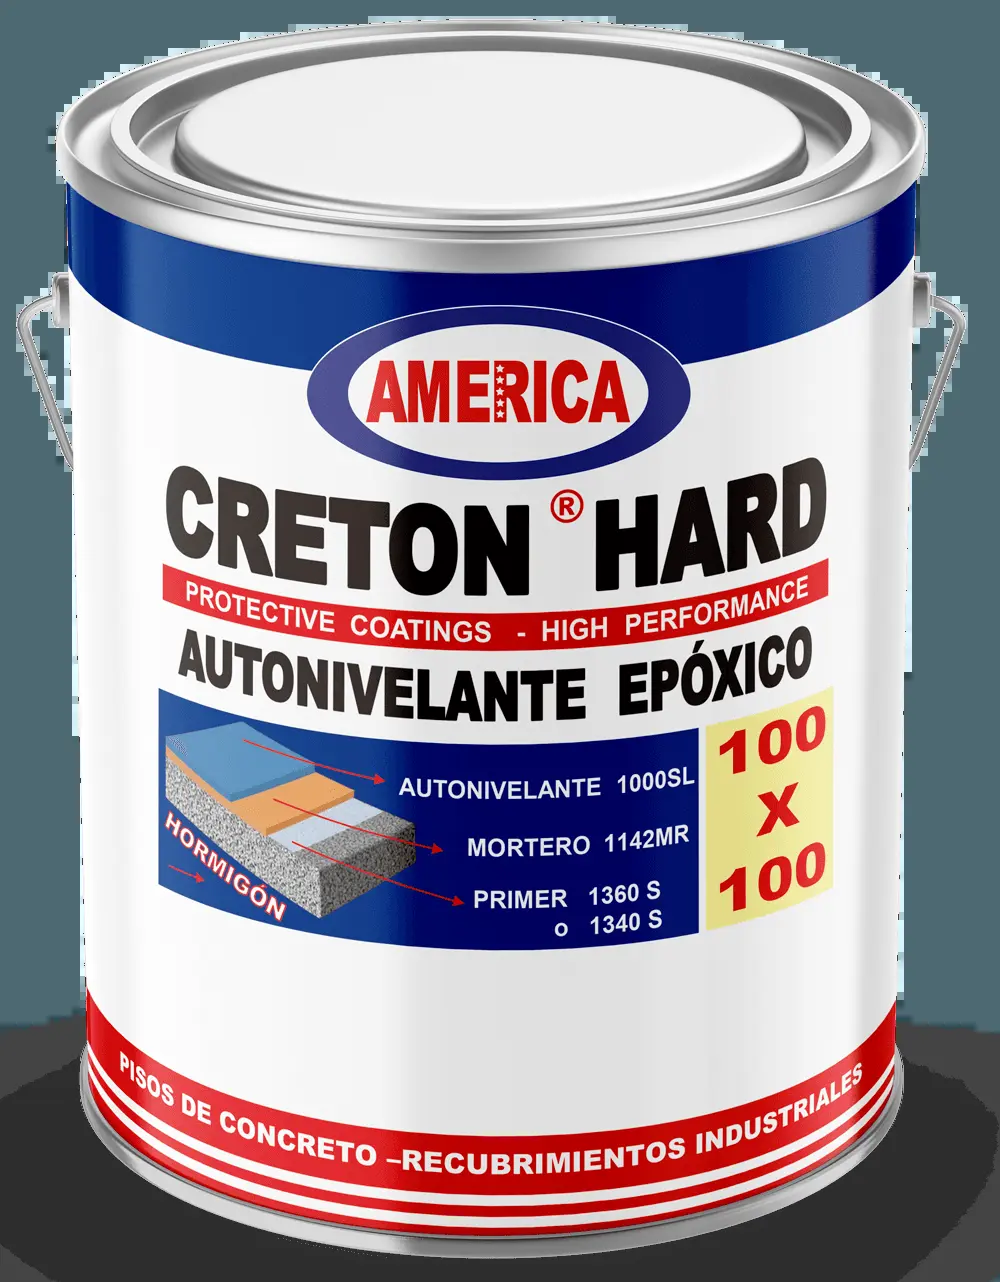 AMERICA
CRETON ® HARD
PROTECTIVE COATINGS - HIGH PERFORMANCE
AUTONIVELANTE EPÓXICO
AUTONIVELANTE 1000SL
MORTERO 1142MR
PRIMER 1360 S
o 1340 S
HORMIGÓN
100
X
100
PISOS DE CONCRETO –RECUBRIMIENTOS INDUSTRIALES